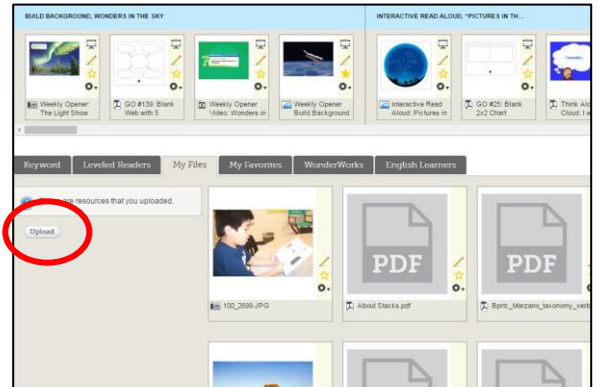 BUILD BACKGROUND, WONDERS IN THE SKY
INTERACTIVE READ ALOUD, "PICTURES IN TH...
Weekly Opener:
The Light Show
GO #139: Blank
Web with 5
Weekly Opener
Video: Wonders in
Weekly Opener
Build Background
Interactive Read
Aloud: Pictures in
GO #25: Blank
2x2 Chart
Think Alo
Cloud: I w
Keyword
Leveled Readers
My Files
My Favorites
WonderWorks
English Learners
are resources that you uploaded.
Upload
PDF
PDF
100_2699.JPG
About Stacks.pdf